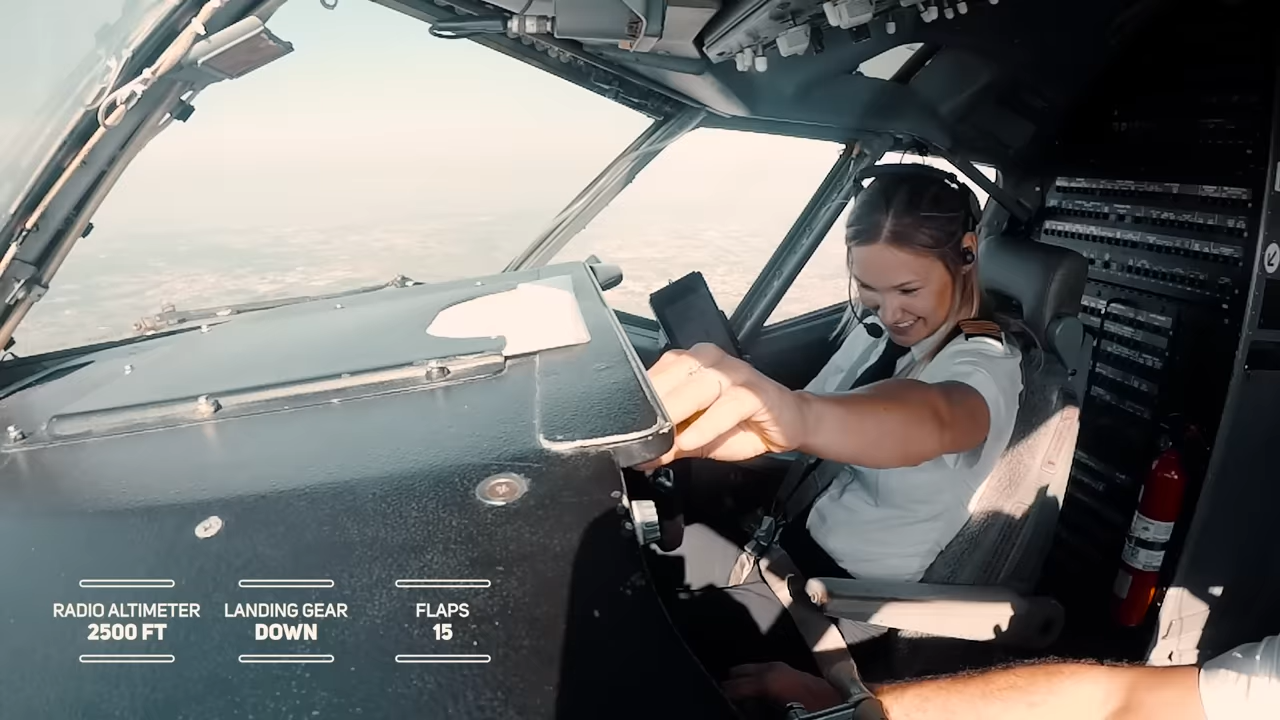 RADIO ALTIMETER
2500 FT
LANDING GEAR
DOWN
FLAPS
15